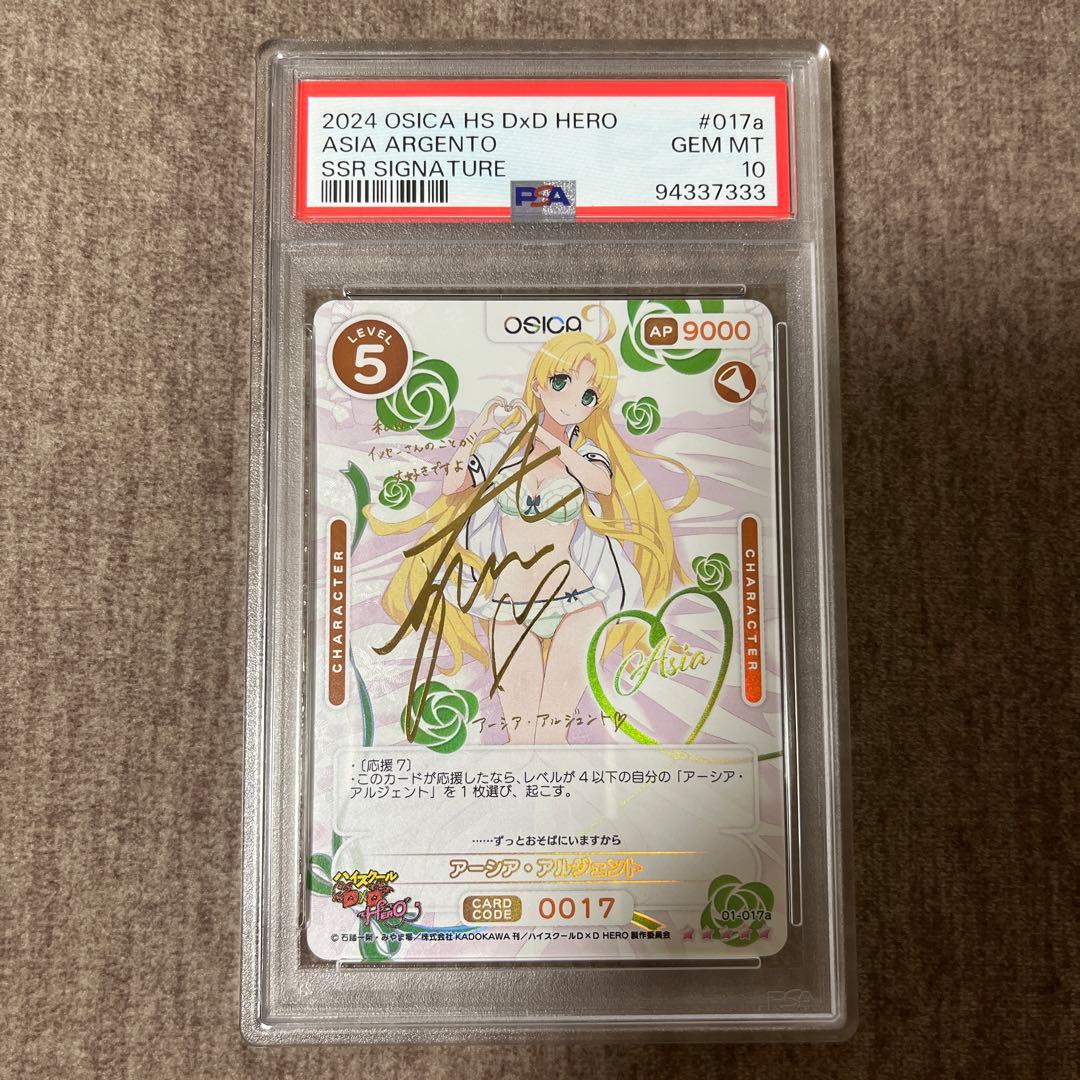 2024 OSICA HS DxD HERO #017a
ASIA ARGENTO GEM MT
SSR SIGNATURE 10
PSA 94337333
OSICA
LEVEL
5
AP 9000
イッセーさんのことが
大好きですよ
CHARACTER
CHARACTER
Asia
アーシア・アルジェント♡
・〔応援7〕
・このカードが応援したなら、レベルが4以下の自分の「アーシア・
アルジェント」を1枚選び、起こす。
……ずっとおそばにいますから
アーシア・アルジェント
ハイスクール
D×D
HERO
CARD
CODE
0017
01-017a
© 石踏一榮・みやま零/株式会社 KADOKAWA 刊/ハイスクールD×D HERO 製作委員会
PSA